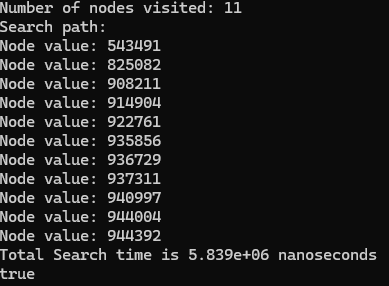 Number of nodes visited: 11
Search path:
Node value: 543491
Node value: 825082
Node value: 908211
Node value: 914904
Node value: 922761
Node value: 935856
Node value: 936729
Node value: 937311
Node value: 940997
Node value: 944004
Node value: 944392
Total Search time is 5.839e+06 nanoseconds
true